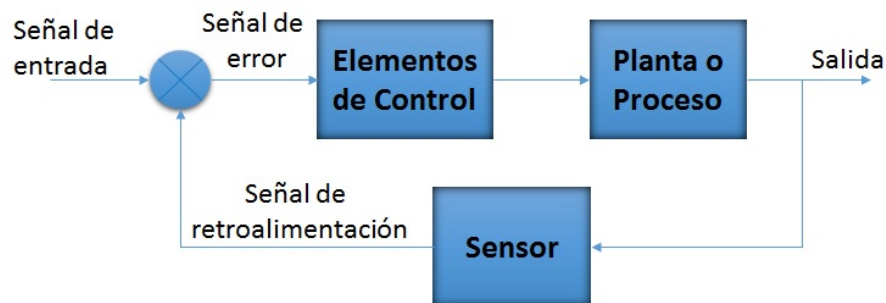 Señal de
entrada
Señal de
error
Elementos
de Control
Planta o
Proceso
Salida
Señal de
retroalimentación
Sensor